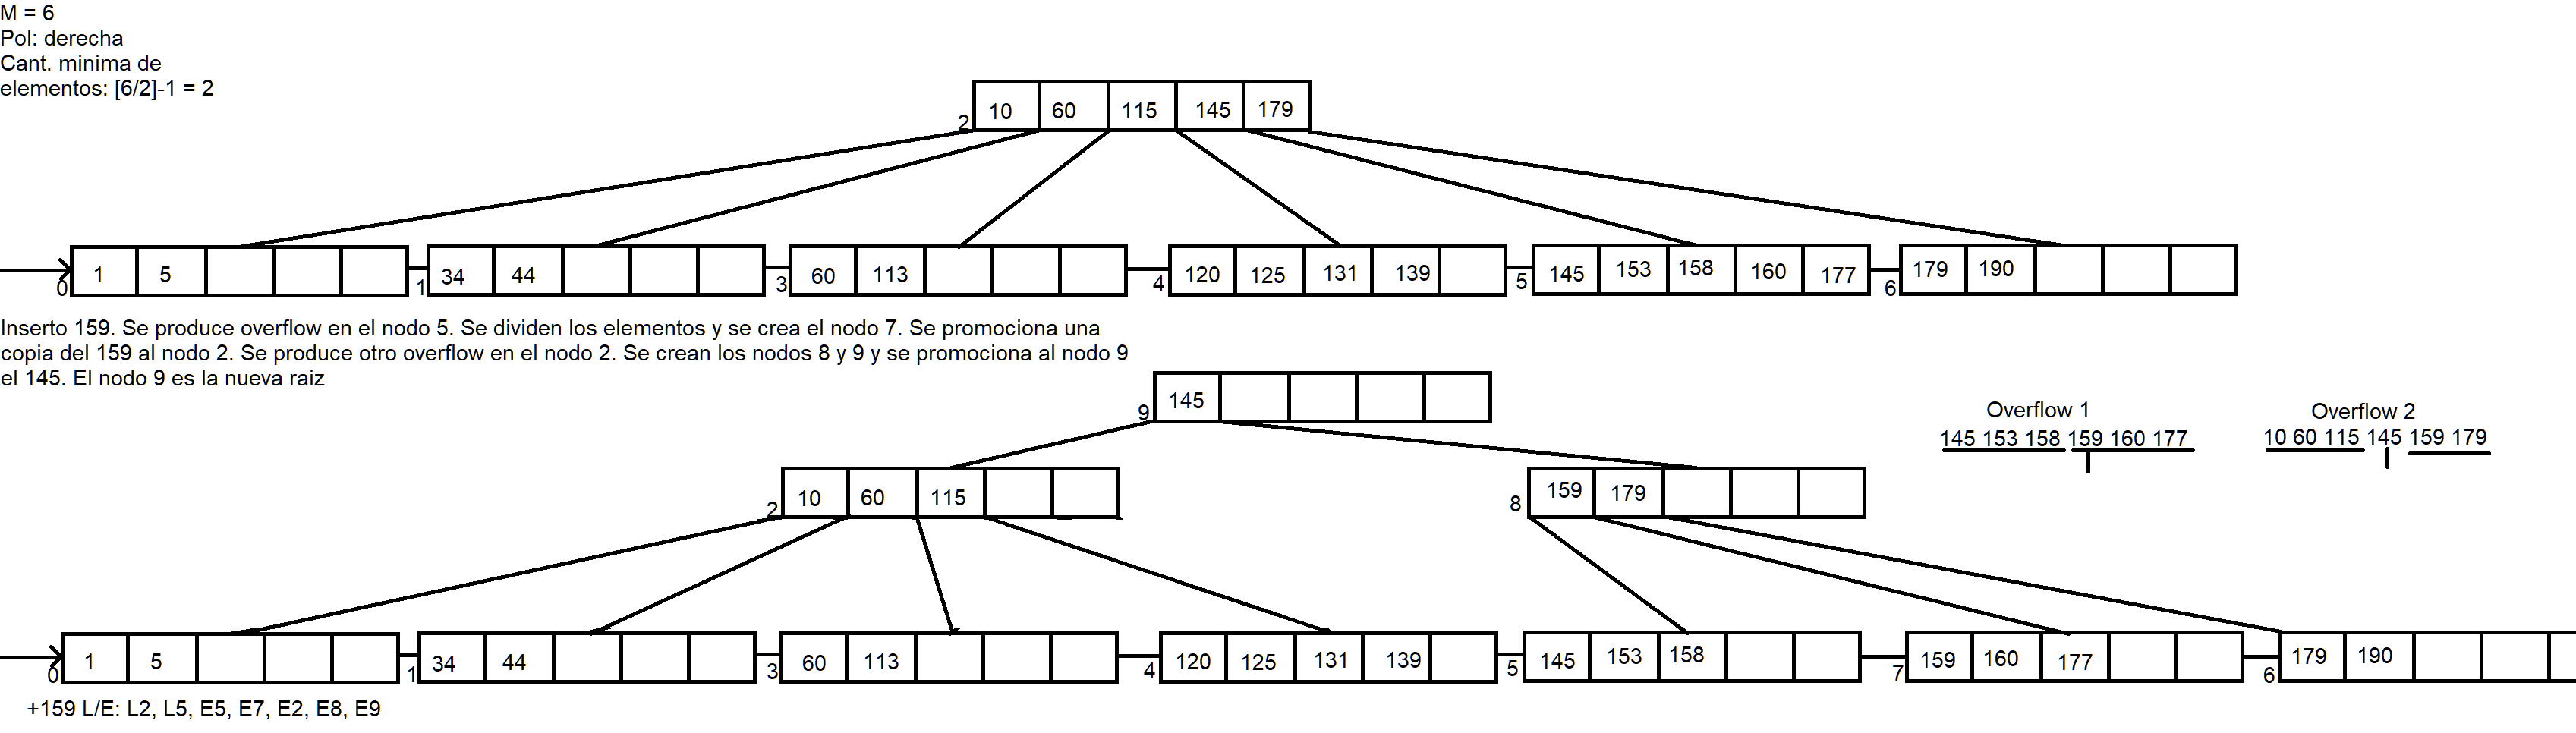 M = 6
Pol: derecha
Cant. minima de
elementos: [6/2]-1 = 2
2 10 60 115 145 179
0 1 5 1 34 44 3 60 113 4 120 125 131 139 5 145 153 158 160 177 6 179 190
Inserto 159. Se produce overflow en el nodo 5. Se dividen los elementos y se crea el nodo 7. Se promociona una
copia del 159 al nodo 2. Se produce otro overflow en el nodo 2. Se crean los nodos 8 y 9 y se promociona al nodo 9
el 145. El nodo 9 es la nueva raiz
9 145
Overflow 1
145 153 158 159 160 177
Overflow 2
10 60 115 145 159 179
2 10 60 115
8 159 179
0 1 5 1 34 44 3 60 113 4 120 125 131 139 5 145 153 158 7 159 160 177 6 179 190
+159 L/E: L2, L5, E5, E7, E2, E8, E9